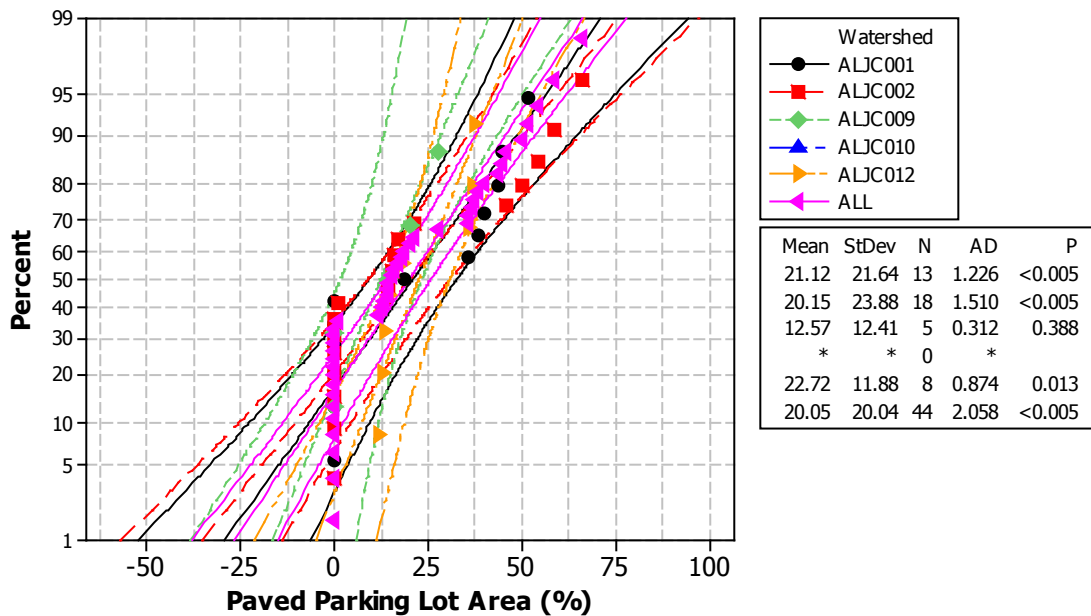 99
95
90
80
70
60
50
40
30
20
10
5
1
Percent
-50 -25 0 25 50 75 100
Paved Parking Lot Area (%)
Watershed
ALJC001
ALJC002
ALJC009
ALJC010
ALJC012
ALL
Mean StDev N AD P
21.12 21.64 13 1.226 <0.005
20.15 23.88 18 1.510 <0.005
12.57 12.41 5 0.312 0.388
* * 0 *
22.72 11.88 8 0.874 0.013
20.05 20.04 44 2.058 <0.005